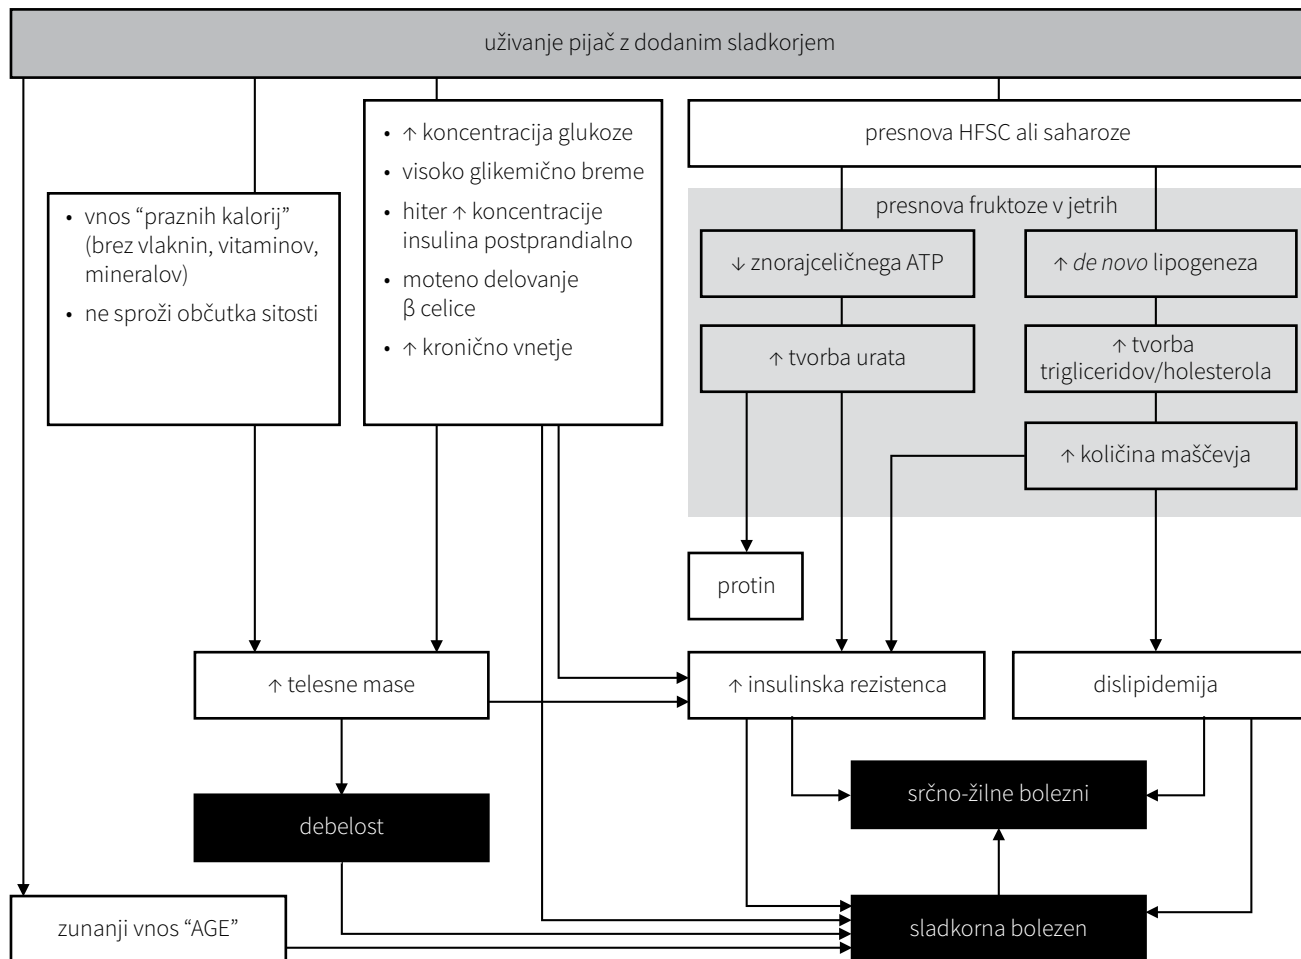 uživanje pijač z dodanim sladkorjem
• vnos “praznih kalorij”
(brez vlaknin, vitaminov,
mineralov)
• ne sproži občutka sitosti
• ↑ koncentracija glukoze
• visoko glikemično breme
• hiter ↑ koncentracije
insulina postprandialno
• moteno delovanje
β celice
• ↑ kronično vnetje
presnova HFSC ali saharoze
presnova fruktoze v jetrih
↓ znorajceličnega ATP
↑ de novo lipogeneza
↑ tvorba urata
↑ tvorba
trigliceridov/holesterola
↑ količina maščevja
protin
↑ telesne mase
↑ insulinska rezistenca
dislipidemija
srčno-žilne bolezni
debelost
zunanji vnos “AGE”
sladkorna bolezen